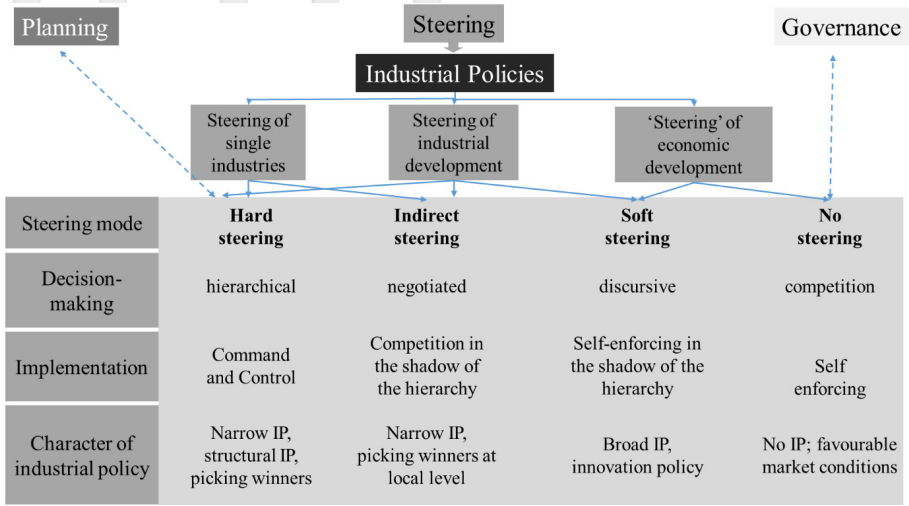 Planning
Steering
Governance
Industrial Policies
Steering of
single
industries
Steering of
industrial
development
‘Steering’ of
economic
development
Steering mode
Hard
steering
Indirect
steering
Soft
steering
No
steering
Decision-
making
hierarchical
negotiated
discursive
competition
Implementation
Command
and Control
Competition in
the shadow of
the hierarchy
Self-enforcing in
the shadow of the
hierarchy
Self
enforcing
Character of
industrial policy
Narrow IP,
structural IP,
picking winners
Narrow IP,
picking winners at
local level
Broad IP,
innovation policy
No IP; favourable
market conditions